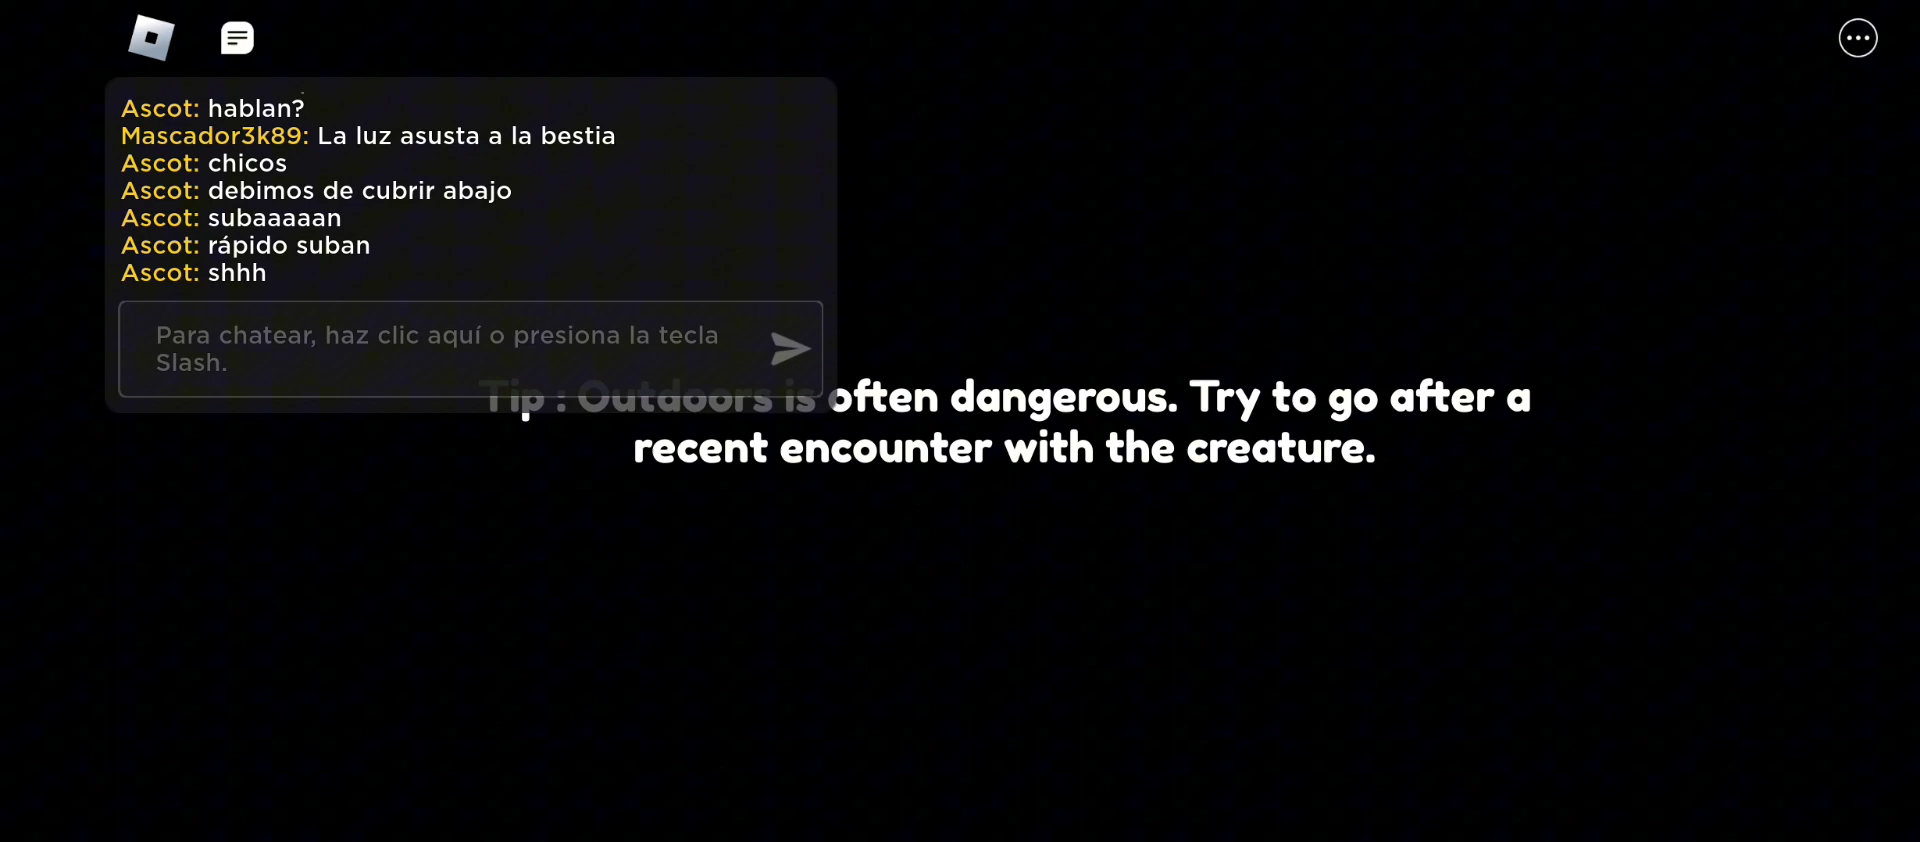 Ascot: hablan?
Mascador3k89: La luz asusta a la bestia
Ascot: chicos
Ascot: debimos de cubrir abajo
Ascot: subaaaaan
Ascot: rápido suban
Ascot: shhh
Para chatear, haz clic aquí o presiona la tecla
Slash.
Tip : Outdoors is often dangerous. Try to go after a
recent encounter with the creature.